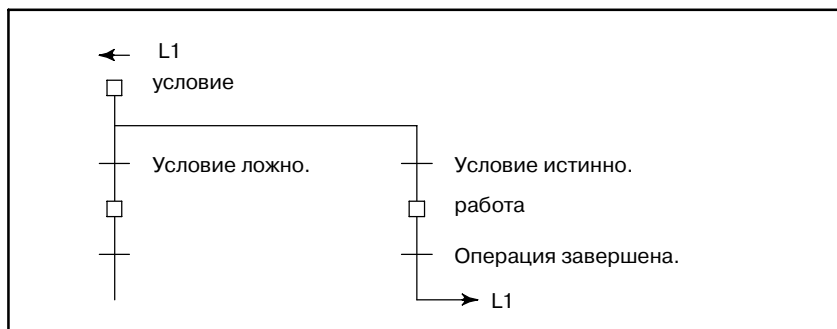 L1
условие
Условие ложно.
Условие истинно.
работа
Операция завершена.
L1